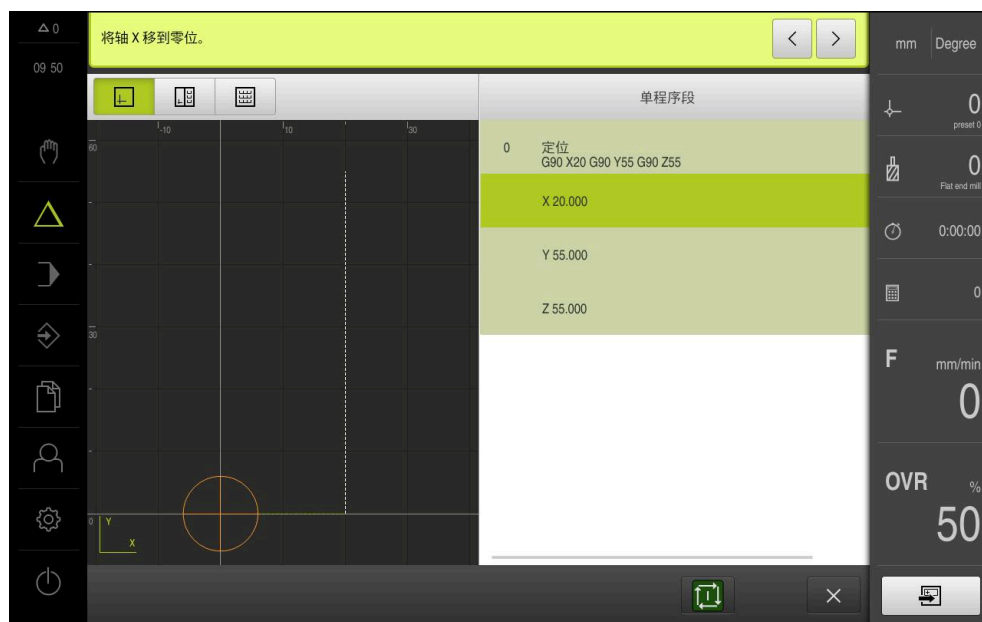 0
09 50
将轴 X 移到零位。
mm
Degree
单程序段
-10
10
30
60
30
0
Y
X
0
定位
G90 X20 G90 Y55 G90 Z55
X 20.000
Y 55.000
Z 55.000
0
preset 0
0
Flat end mill
0:00:00
0
F
mm/min
0
OVR
%
50